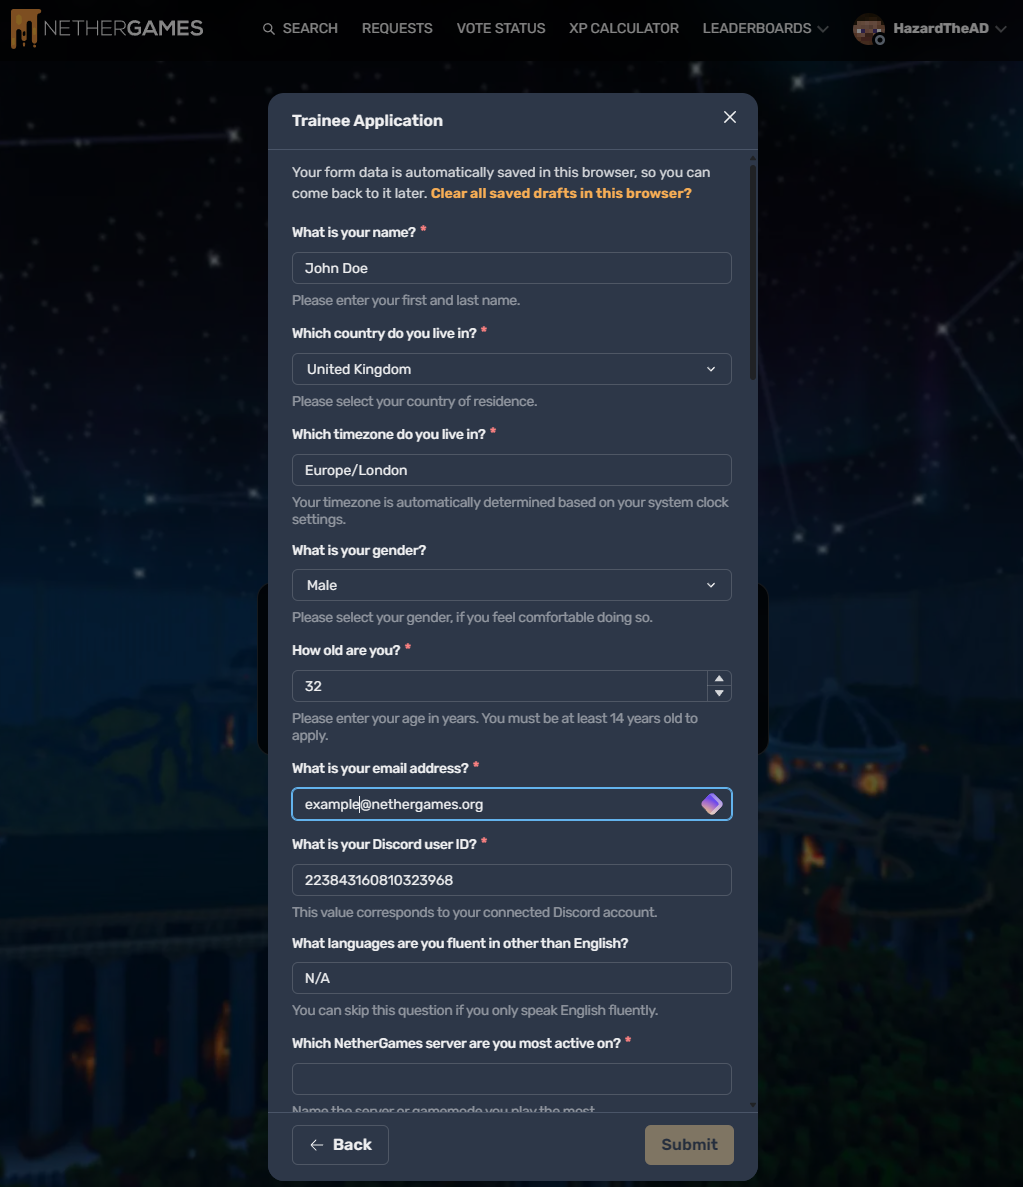 NETHERGAMES
SEARCH REQUESTS VOTE STATUS XP CALCULATOR LEADERBOARDS HazardTheAD
Trainee Application
Your form data is automatically saved in this browser, so you can
come back to it later. Clear all saved drafts in this browser?
What is your name? *
John Doe
Please enter your first and last name.
Which country do you live in? *
United Kingdom
Please select your country of residence.
Which timezone do you live in? *
Europe/London
Your timezone is automatically determined based on your system clock
settings.
What is your gender?
Male
Please select your gender, if you feel comfortable doing so.
How old are you? *
32
Please enter your age in years. You must be at least 14 years old to
apply.
What is your email address? *
example@nethergames.org
What is your Discord user ID? *
223843160810323968
This value corresponds to your connected Discord account.
What languages are you fluent in other than English?
N/A
You can skip this question if you only speak English fluently.
Which NetherGames server are you most active on? *
Name the server or gamemode you play the most.
Back
Submit